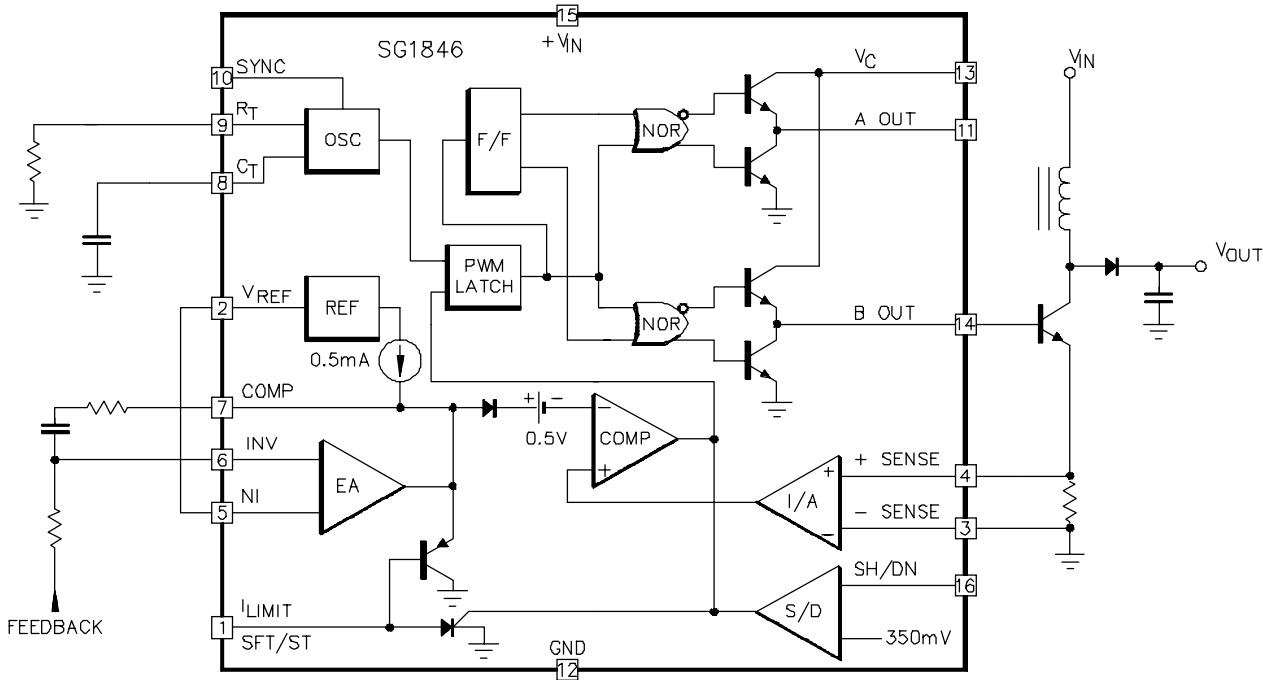 15
+VIN
SG1846
VIN
10
SYNC
VC
13
RT
9
OSC
F/F
NOR
A OUT
11
CT
8
PWM
LATCH
VOUT
VREF
2
REF
NOR
B OUT
14
0.5mA
COMP
7
+ −
−
0.5V
COMP
INV
6
+
+ SENSE
4
+
EA
I/A
NI
5
− SENSE
3
−
SH/DN
16
ILIMIT
1
S/D
FEEDBACK
SFT/ST
350mV
GND
12